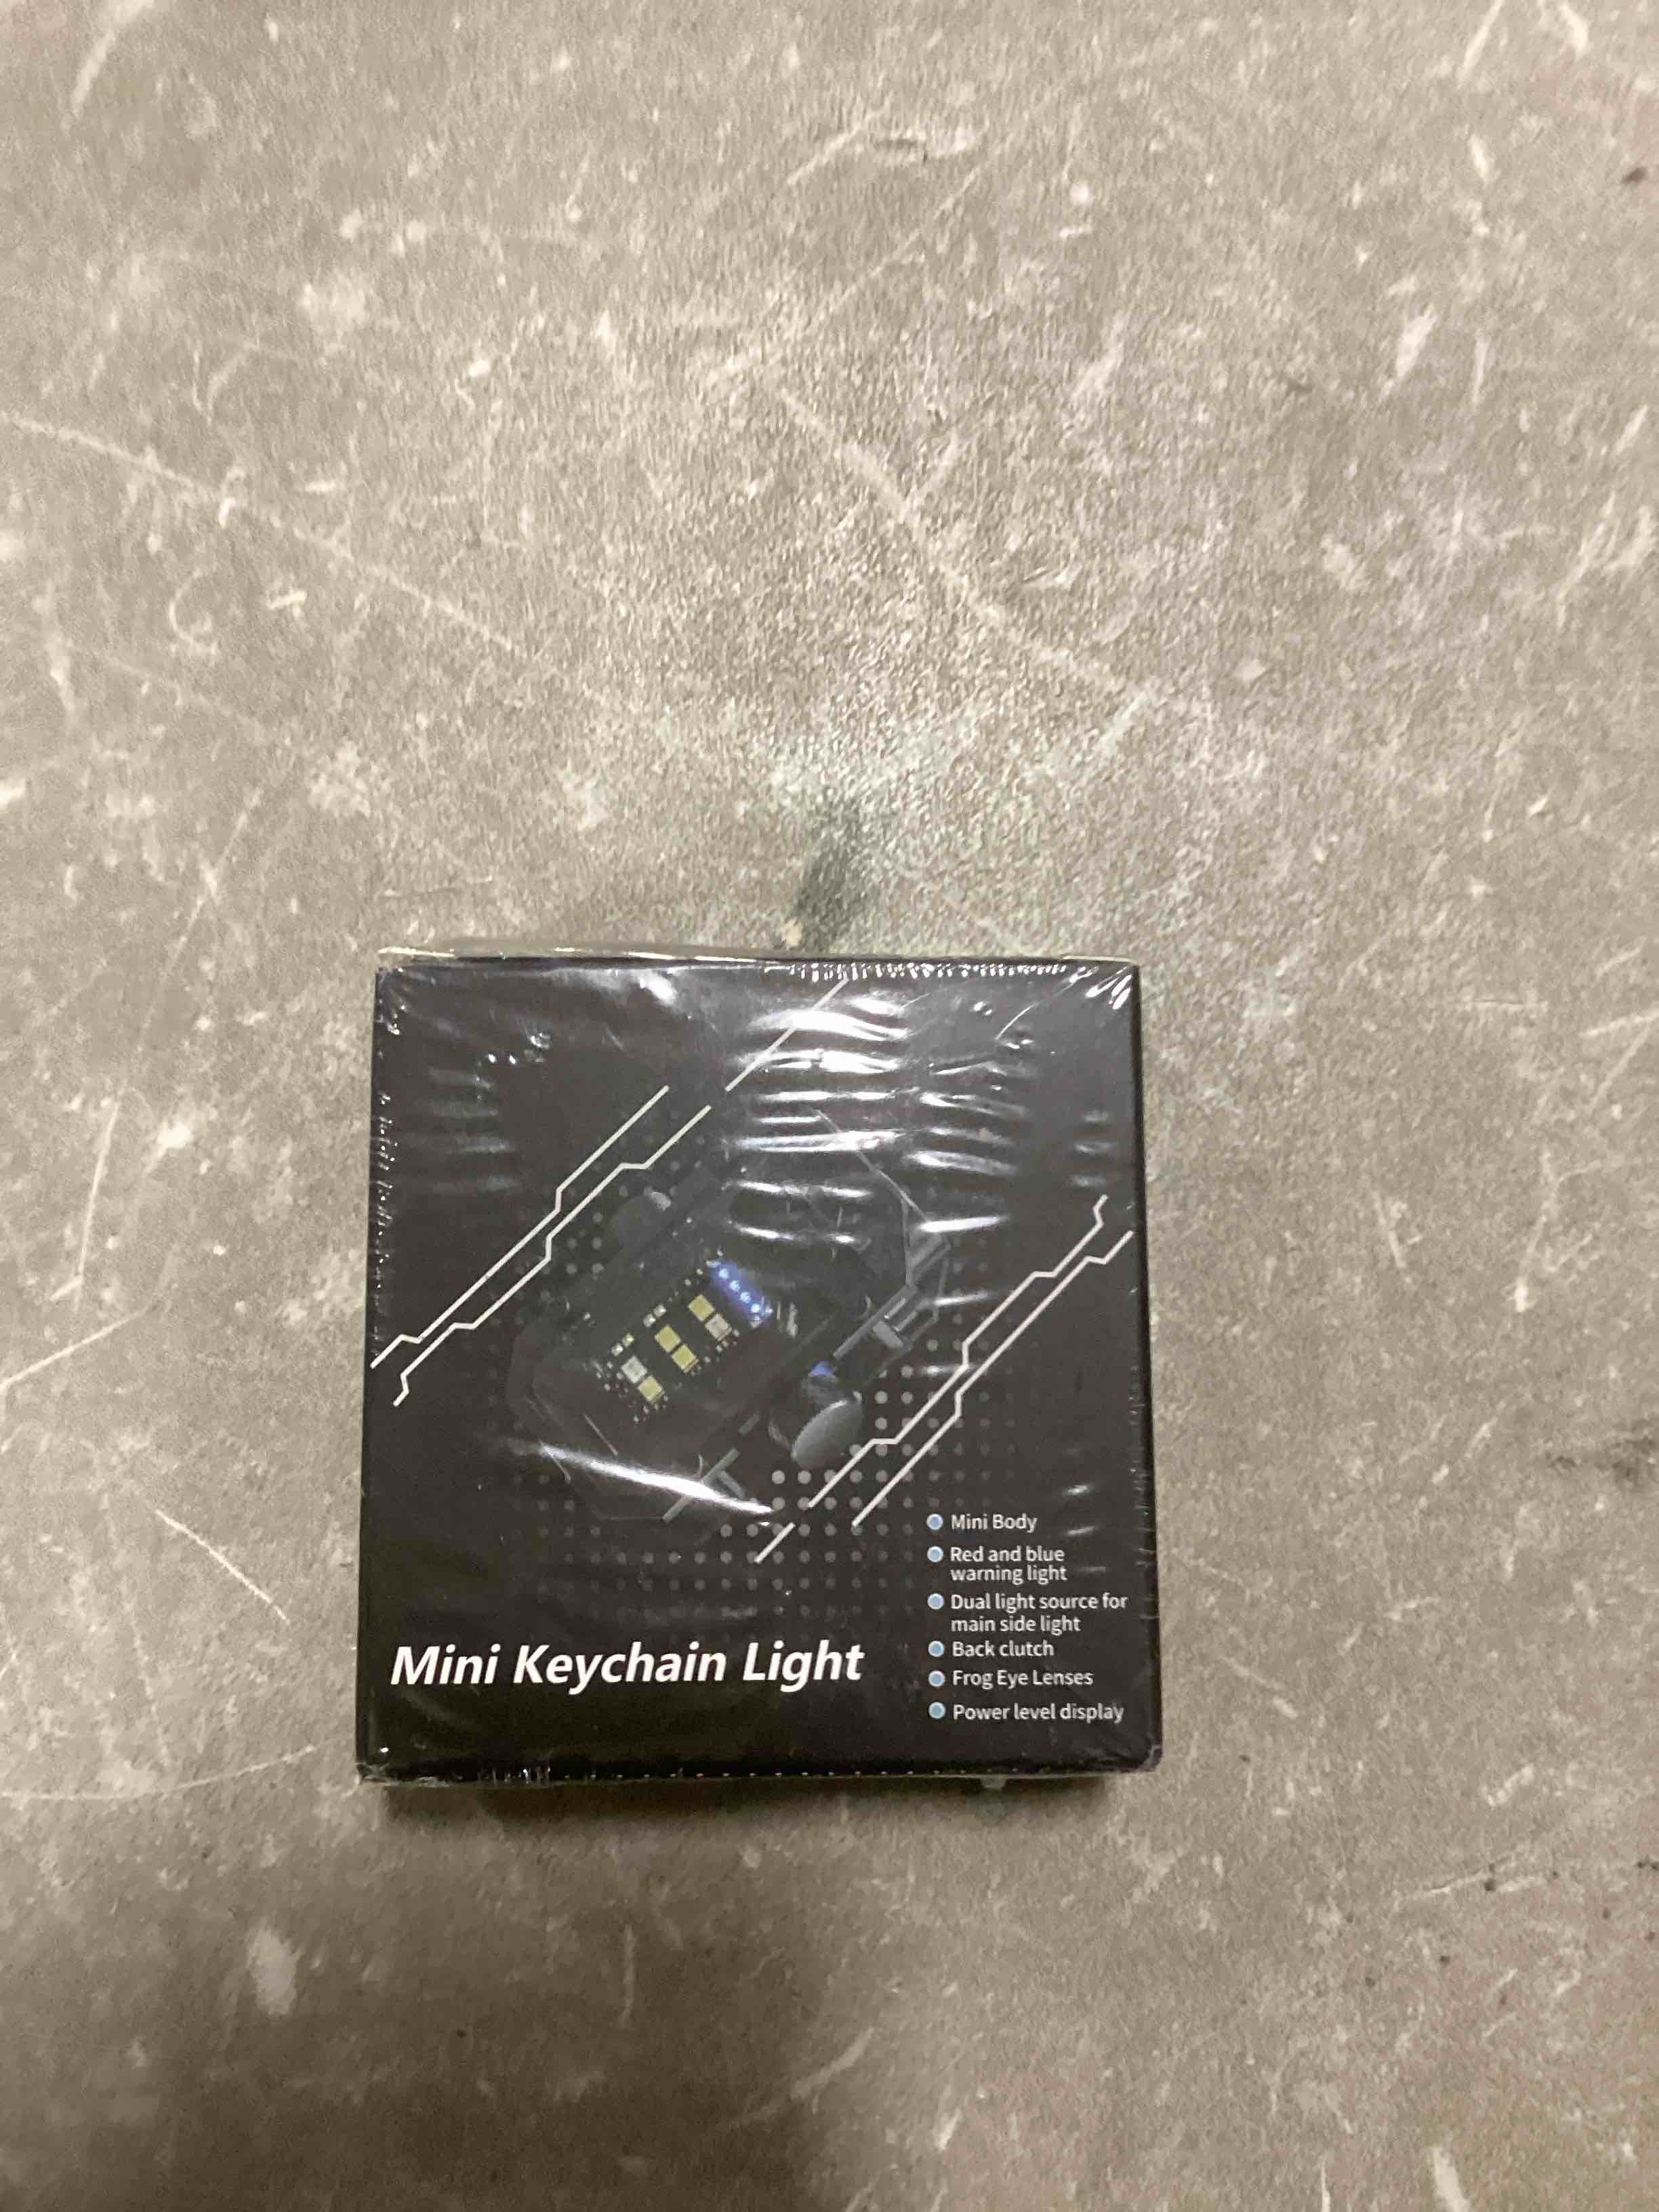 Mini Keychain Light
Mini Body
Red and blue
warning light
Dual light source for
main side light
Back clutch
Frog Eye Lenses
Power level display